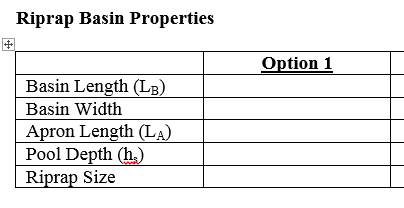 Riprap Basin Properties
Option 1
Basin Length (LB)
Basin Width
Apron Length (LA)
Pool Depth (hs)
Riprap Size